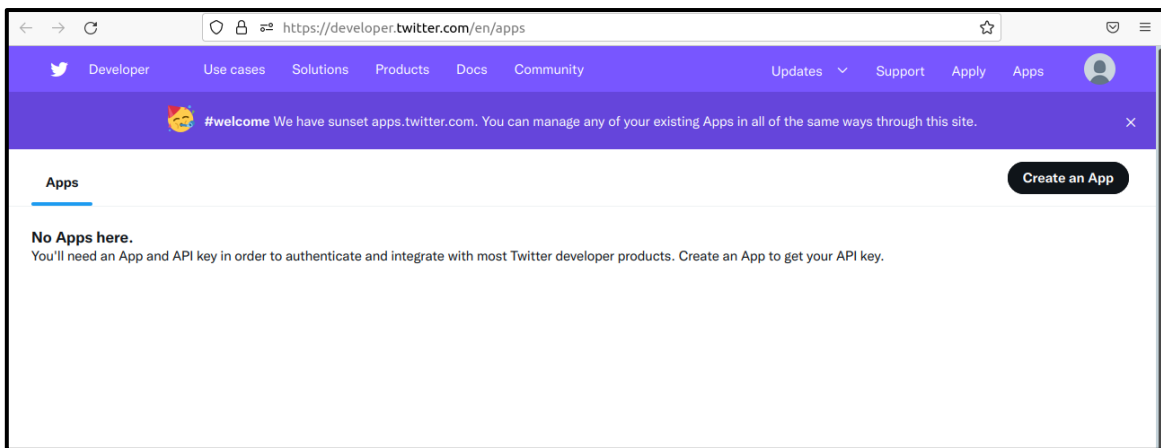 https://developer.twitter.com/en/apps
Developer Use cases Solutions Products Docs Community Updates Support Apply Apps
#welcome We have sunset apps.twitter.com. You can manage any of your existing Apps in all of the same ways through this site.
Apps
Create an App
No Apps here.
You'll need an App and API key in order to authenticate and integrate with most Twitter developer products. Create an App to get your API key.